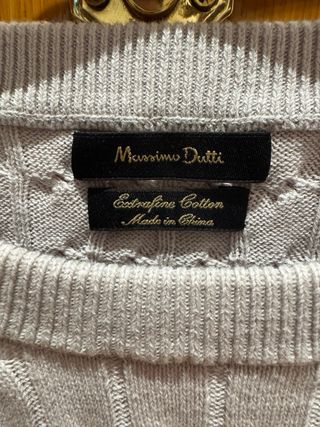 Massimo Dutti
Extrafine Cotton
Made in China